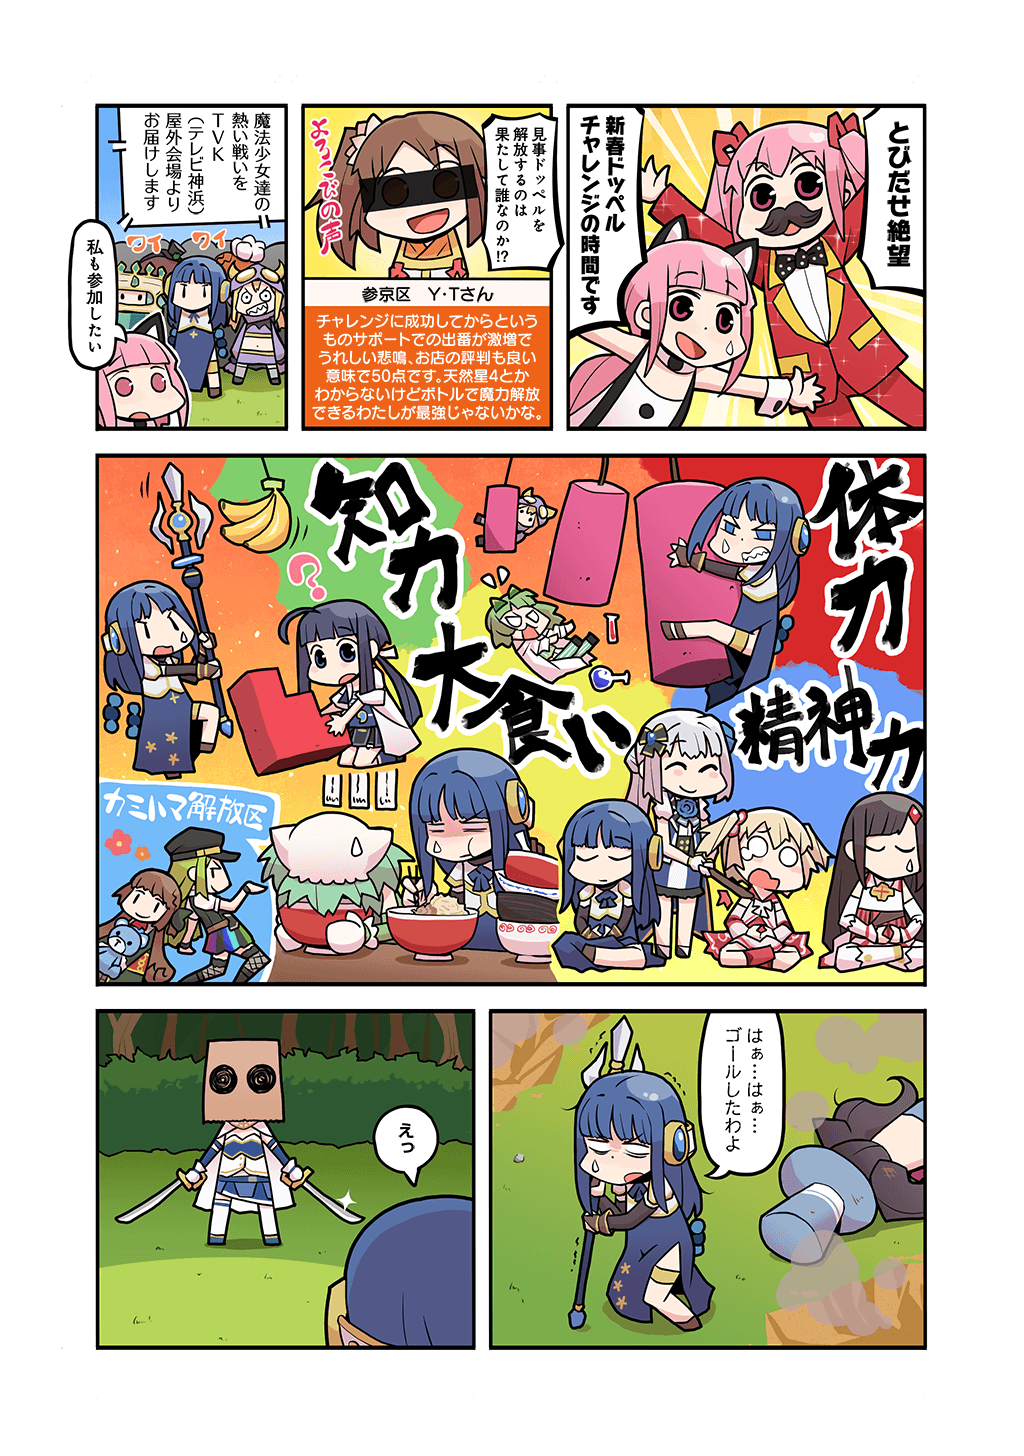 とびだせ絶望
新春ドッペル
チャレンジの時間です
見事ドッペルを
解放するのは
果たして誰なのか!?
よろこびの声
参京区　Y・Tさん
チャレンジに成功してからという
ものサポートでの出番が激増で
うれしい悲鳴、お店の評判も良い
意味で50点です。天然星4とか
わからないけどボトルで魔力解放
できるわたしが最強じゃないかな。
魔法少女達の
熱い戦いを
TVK
（テレビ神浜）
屋外会場より
お届けします
ワイ
ワイ
私も参加したい
体力
知力
?
大食い
精神力
カミハマ解放区
はぁ…はぁ…
ゴールしたわよ
えっ